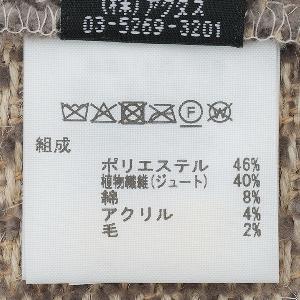 (株)アクタス
03-5269-3201
組成
ポリエステル 46%
植物繊維(ジュート) 40%
綿 8%
アクリル 4%
毛 2%